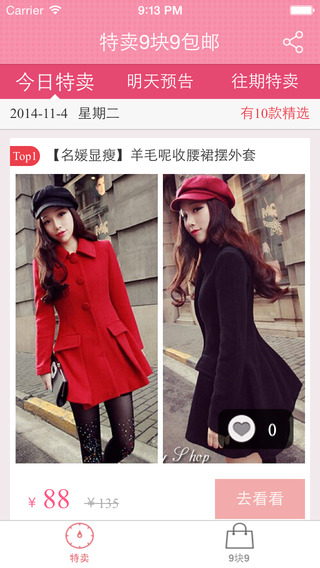 Carrier 9:13 PM
特卖9块9包邮
今日特卖 明天预告 往期特卖
2014-11-4 星期二 有10款精选
Top1 【名媛显瘦】羊毛呢收腰裙摆外套
0
y Shop
¥ 88 ¥135 去看看
特卖 9块9